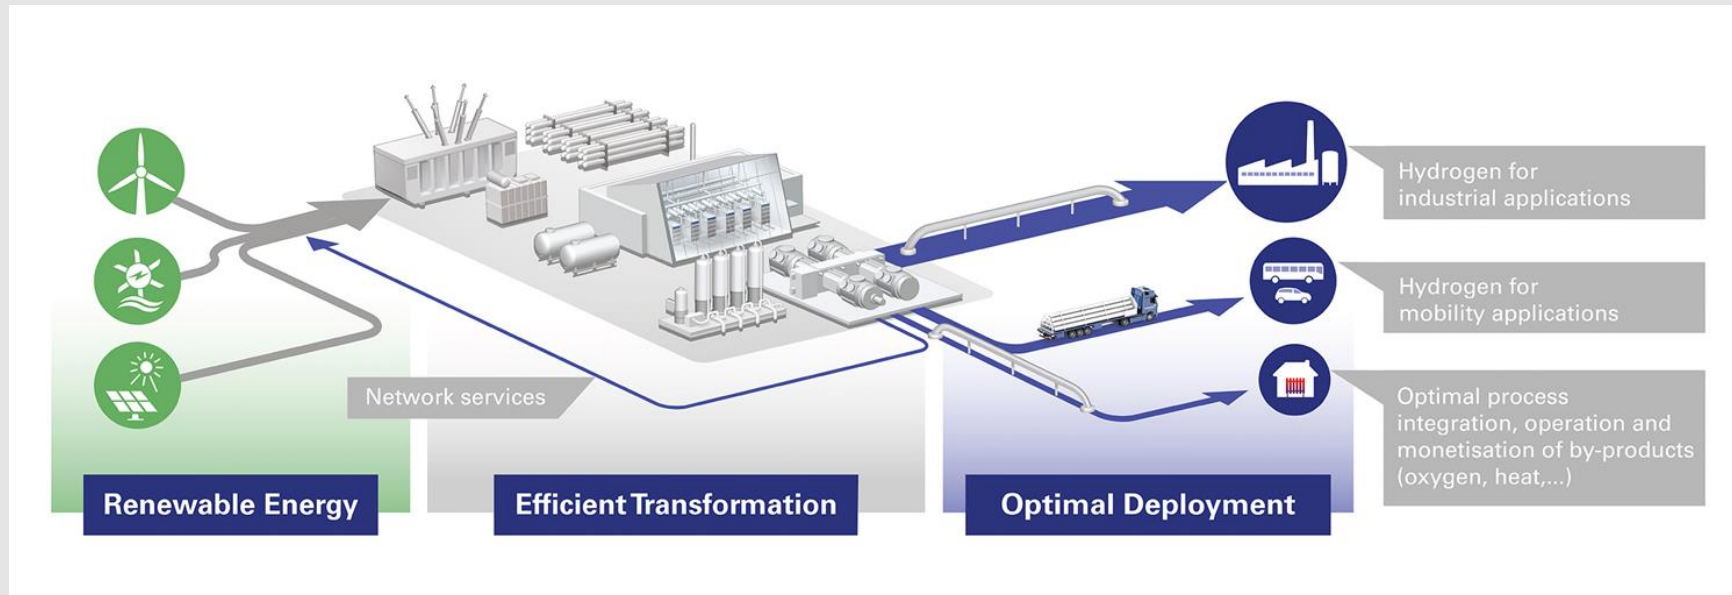 Hydrogen for
industrial applications
Hydrogen for
mobility applications
Network services
Optimal process
integration, operation and
monetisation of by-products
(oxygen, heat,...)
Renewable Energy
Efficient Transformation
Optimal Deployment